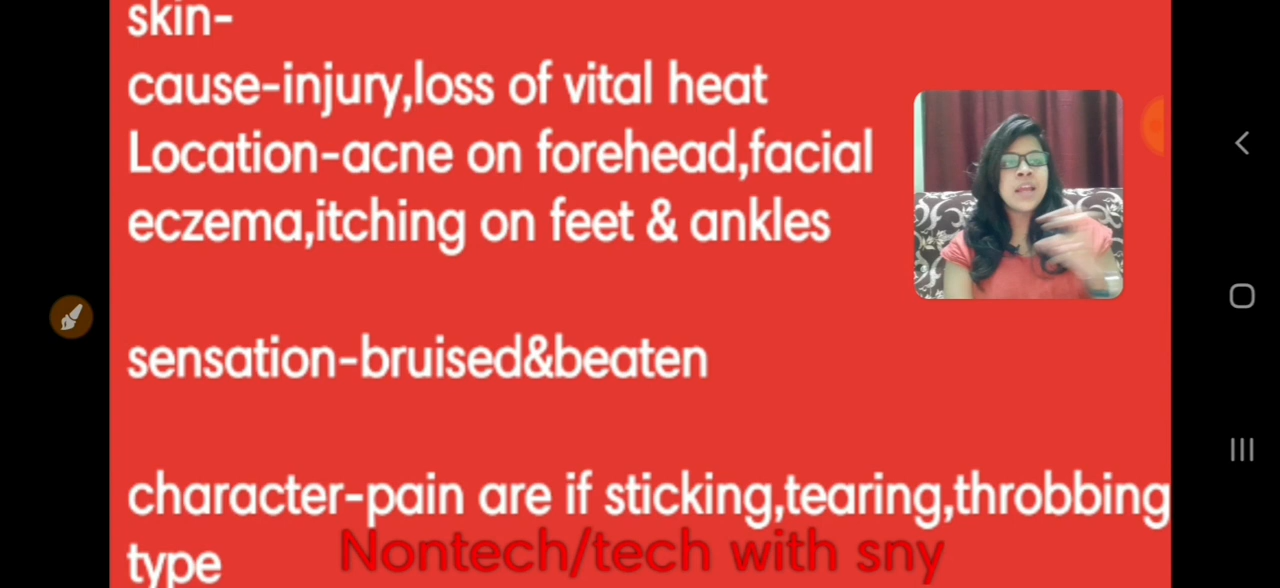 skin-
cause-injury,loss of vital heat
Location-acne on forehead,facial
eczema,itching on feet & ankles
sensation-bruised&beaten
character-pain are if sticking,tearing,throbbing
type
Nontech/tech with sny